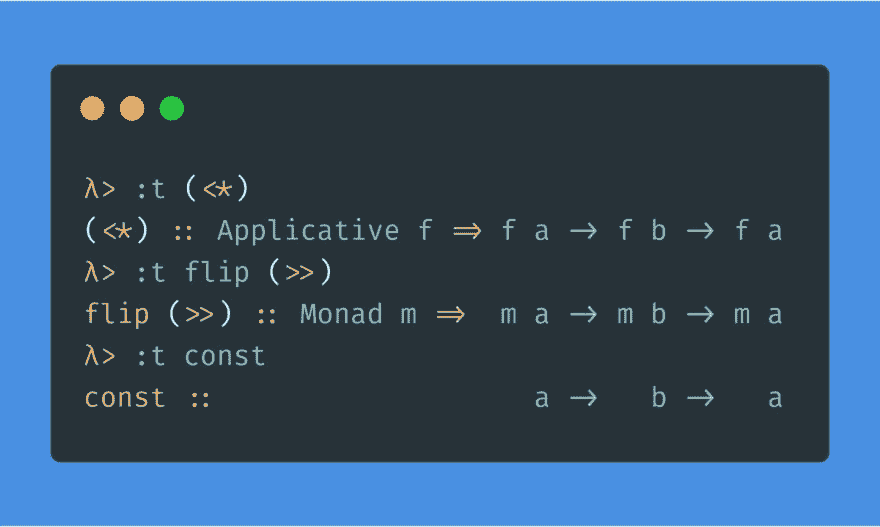 λ> :t (<*)
(<*) :: Applicative f => f a -> f b -> f a
λ> :t flip (>>)
flip (>>) :: Monad m =>  m a -> m b -> m a
λ> :t const
const ::                   a ->   b ->   a